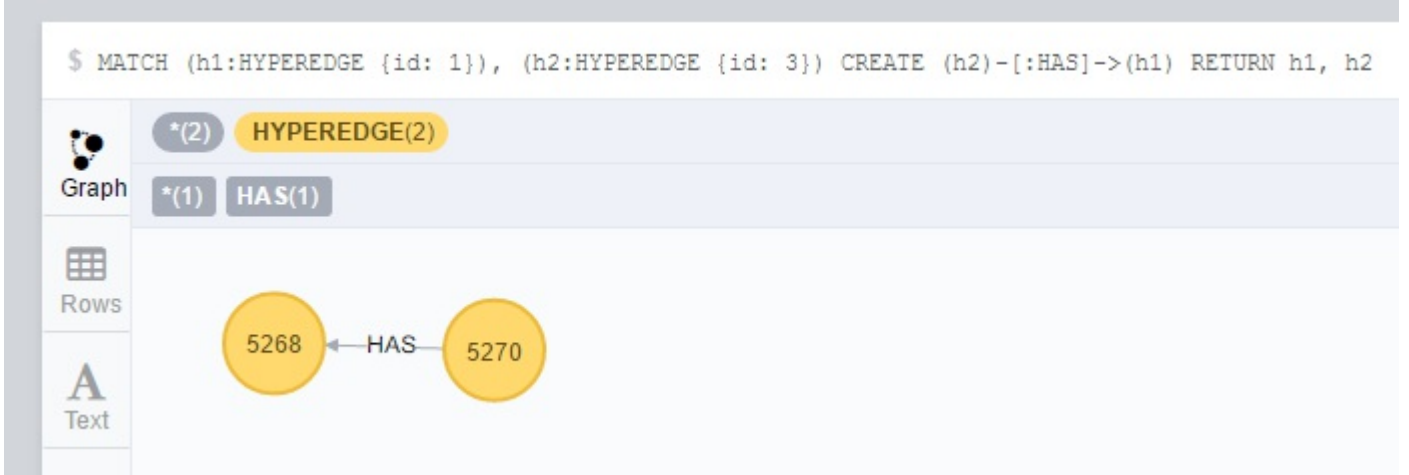 $ MATCH (h1:HYPEREDGE {id: 1}), (h2:HYPEREDGE {id: 3}) CREATE (h2)-[:HAS]->(h1) RETURN h1, h2
*(2) HYPEREDGE(2)
Graph
*(1) HAS(1)
Rows
5268 HAS 5270
A
Text